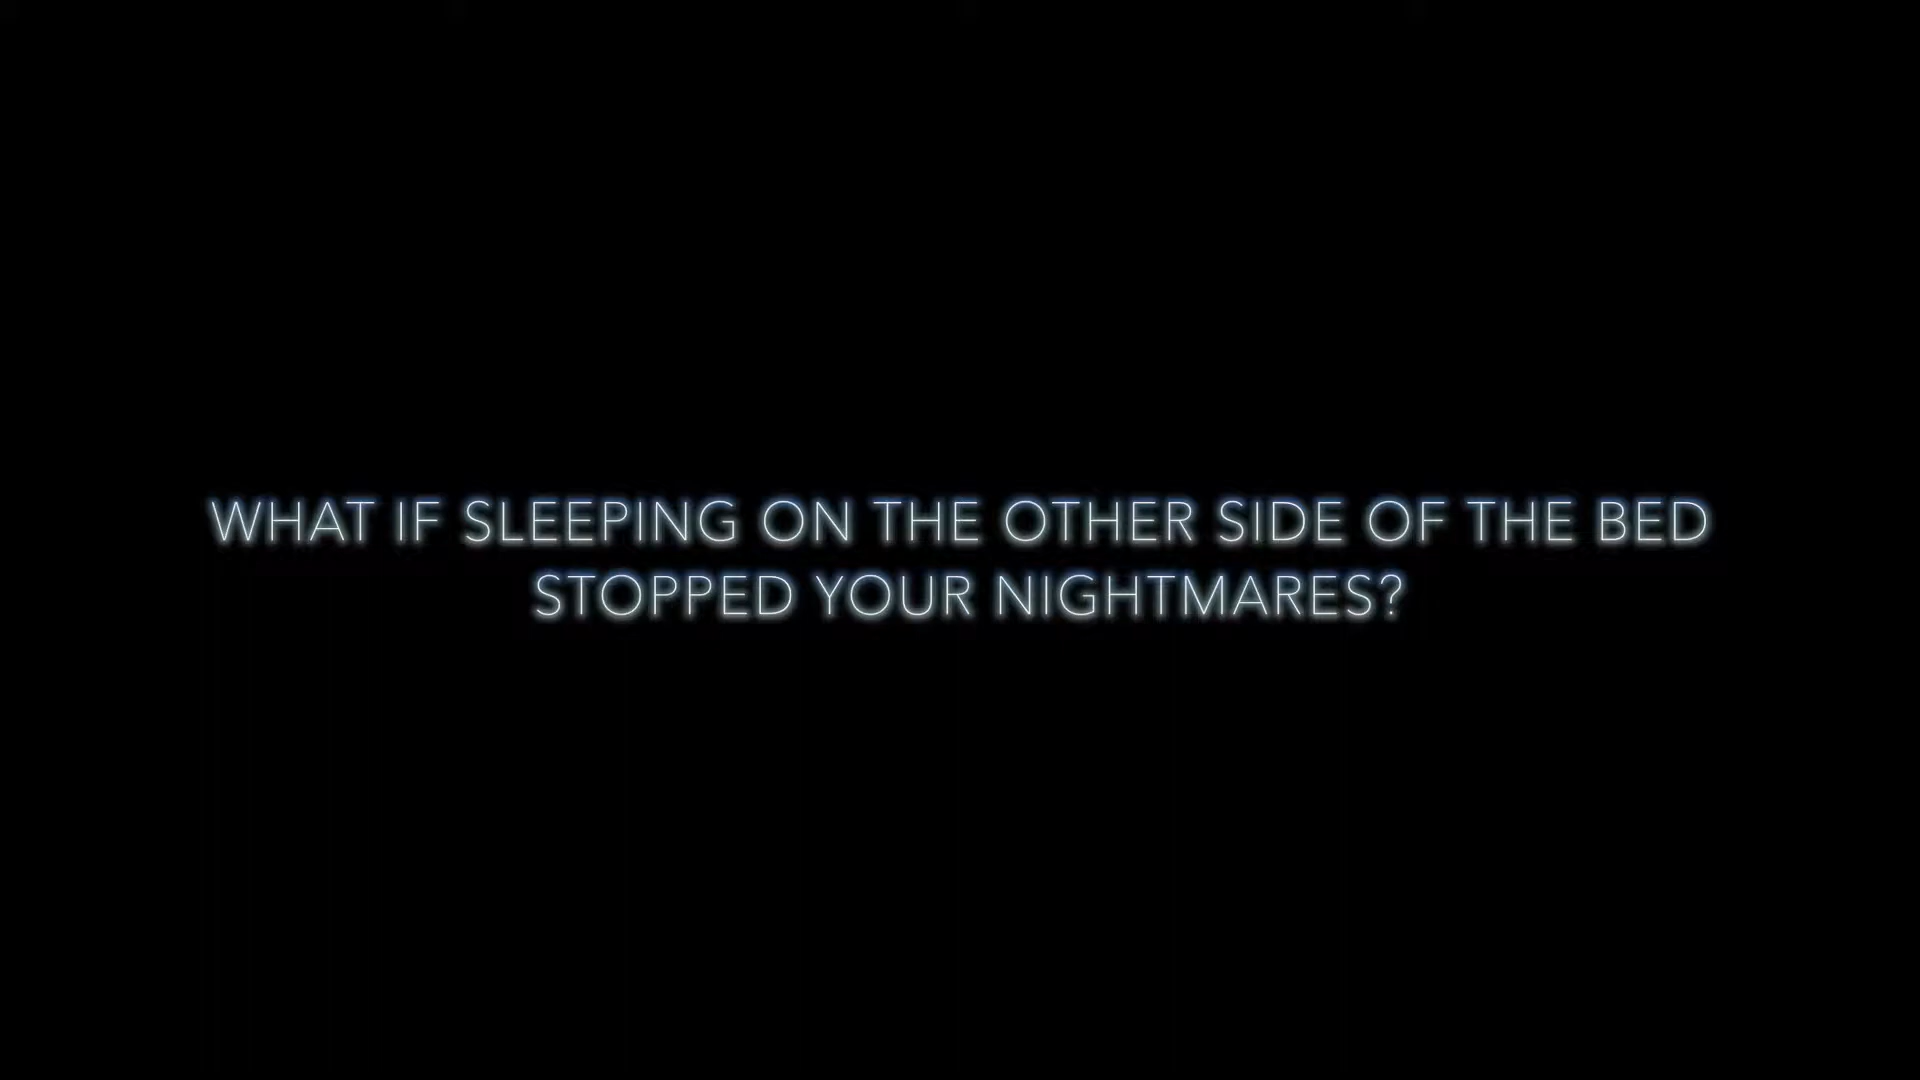 WHAT IF SLEEPING ON THE OTHER SIDE OF THE BED
STOPPED YOUR NIGHTMARES?